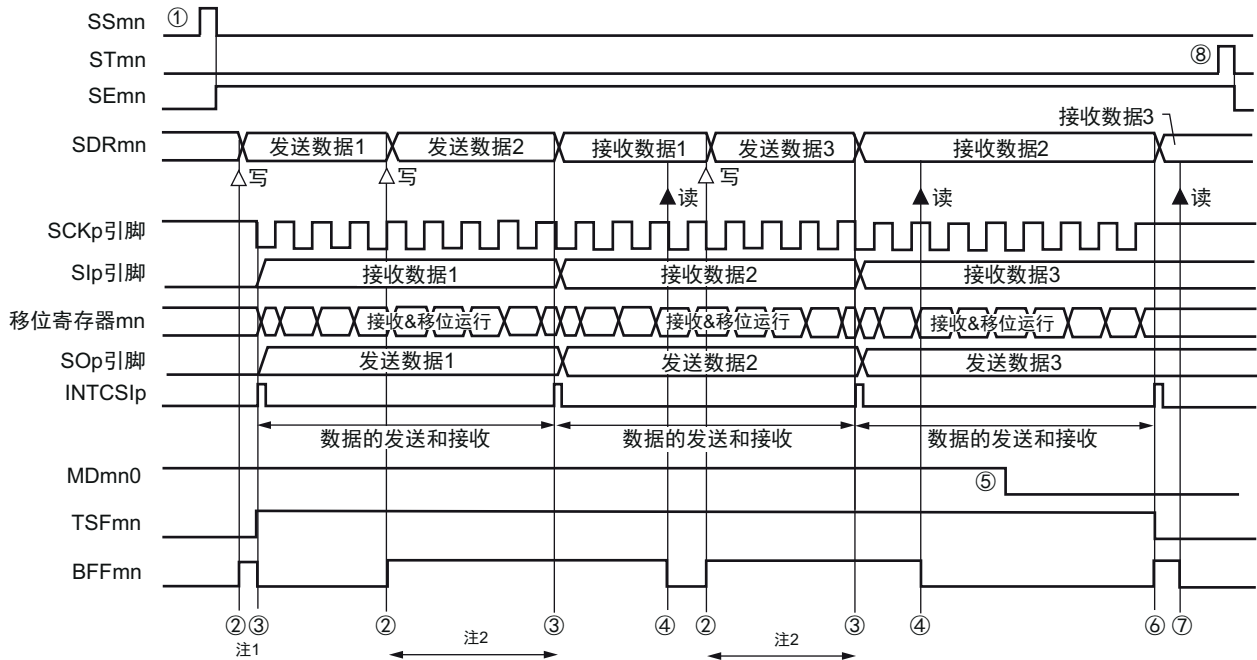 SSmn ①
STmn ⑧
SEmn
接收数据3
SDRmn 发送数据1 发送数据2 接收数据1 发送数据3 接收数据2
写 写 读 写 读 读
SCKp引脚
SIp引脚 接收数据1 接收数据2 接收数据3
移位寄存器mn 接收&移位运行 接收&移位运行 接收&移位运行
SOp引脚 发送数据1 发送数据2 发送数据3
INTCSIp
数据的发送和接收 数据的发送和接收 数据的发送和接收
MDmn0 ⑤
TSFmn
BFFmn
② ③ ② ③ ④ ② ③ ④ ⑥ ⑦
注1 注2 注2